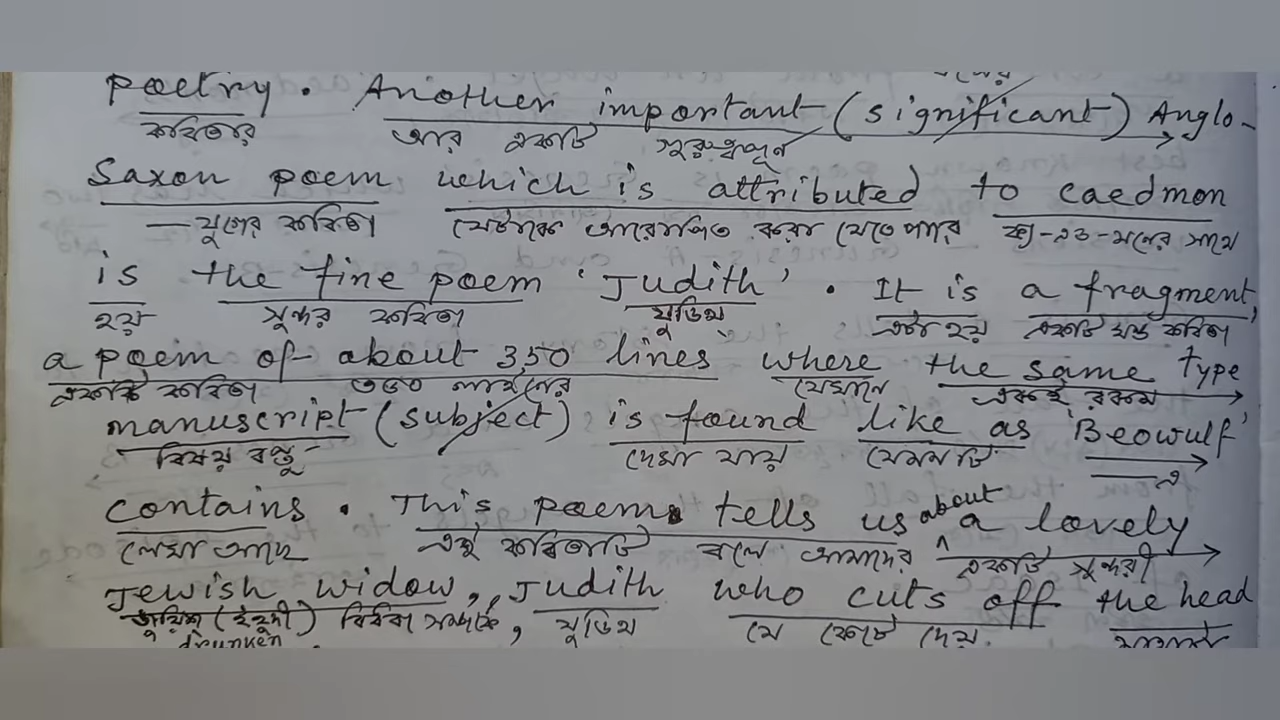 poetry. Another important (significant) Anglo-
কবিতার আর একটি গুরুত্বপূর্ণ
Saxon poem which is attributed to caedmon
— যুগের কবিতা যেটাকে আরোপিত করা যেতে পারে ক্যাডমনের সাথে
is the fine poem 'Judith'. It is a fragment,
হয় সুন্দর কবিতা যুডিথ এটা হয় একটি খন্ড কবিতা
a poem of about 350 lines where the same type
একটি কবিতা ৩৫০ লাইনের যেখানে একই রকম
manuscript (subject) is found like as 'Beowulf'
বিষয় বস্তু দেখা যায় যেমনটি
contains. This poem tells us about a lovely
লেখা আছে এই কবিতাটি বলে আমাদের একটি সুন্দরী
Jewish widow, Judith who cuts off the head
(ইহুদী) বিধবা সম্পর্কে, যুডিথ যে কেটে দেয়
drunken